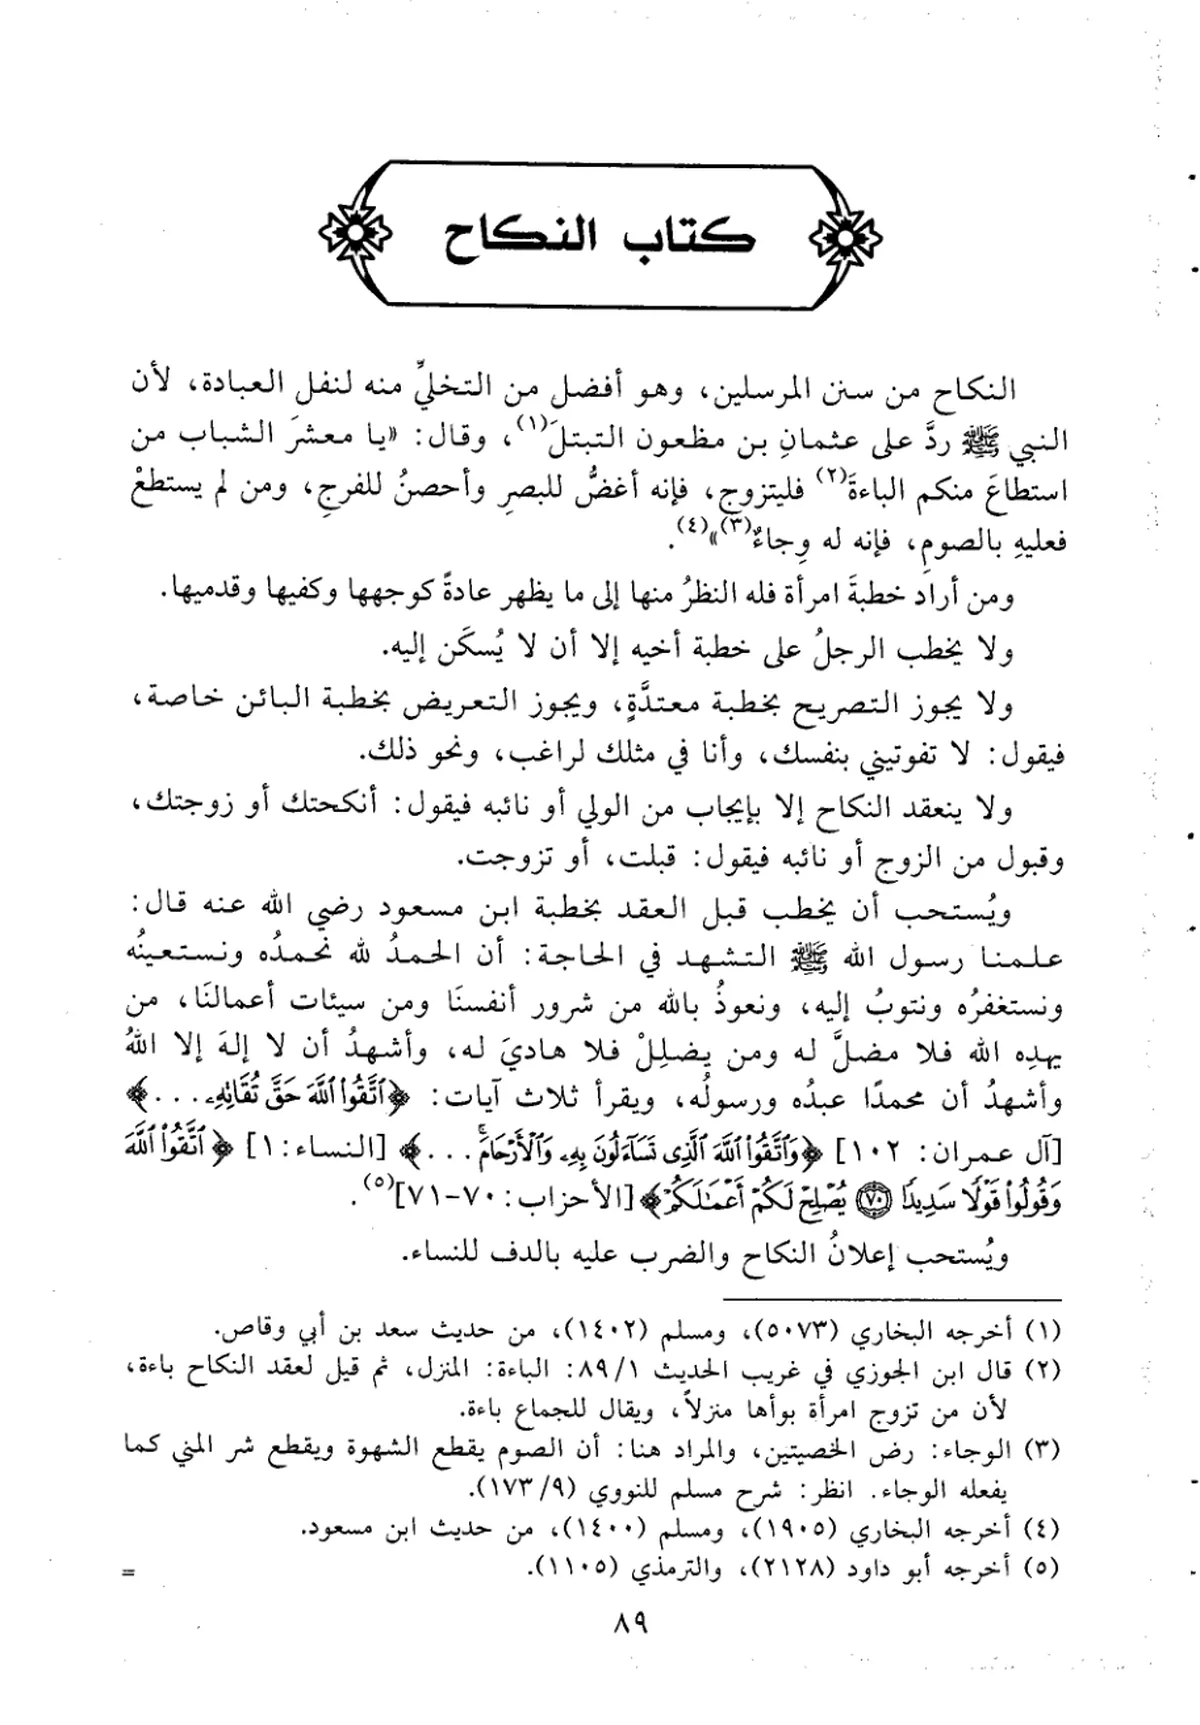 كتاب النكاح
النكاح من سنن المرسلين، وهو أفضل من التخلِّي منه لنفل العبادة، لأن
النبي ﷺ ردَّ على عثمانِ بن مظعون التبتلَ(١)، وقال: «يا معشرَ الشباب من
استطاعَ منكم الباءةَ(٢) فليتزوج، فإنه أغضُّ للبصرِ وأحصنُ للفرجِ، ومن لم يستطعْ
فعليهِ بالصومِ، فإنه له وِجاءٌ(٣)»(٤).
ومن أراد خطبةَ امرأة فله النظرُ منها إلى ما يظهر عادةً كوجهها وكفيها وقدميها.
ولا يخطب الرجلُ على خطبة أخيه إلا أن لا يُسكَن إليه.
ولا يجوز التصريح بخطبة معتدَّةٍ، ويجوز التعريض بخطبة البائن خاصة،
فيقول: لا تفوتيني بنفسك، وأنا في مثلك لراغب، ونحو ذلك.
ولا ينعقد النكاح إلا بإيجاب من الولي أو نائبه فيقول: أنكحتك أو زوجتك،
وقبول من الزوج أو نائبه فيقول: قبلت، أو تزوجت.
ويُستحب أن يخطب قبل العقد بخطبة ابن مسعود رضي الله عنه قال:
علمنا رسول الله ﷺ التشهد في الحاجة: أن الحمدُ لله نحمدُه ونستعينُه
ونستغفرُه ونتوبُ إليه، ونعوذُ بالله من شرور أنفسنَا ومن سيئات أعمالنَا، من
يهدِه الله فلا مضلَّ له ومن يضلِلْ فلا هاديَ له، وأشهدُ أن لا إلهَ إلا اللهُ
وأشهدُ أن محمدًا عبدُه ورسولُه، ويقرأ ثلاث آيات: ﴿ٱتَّقُوا۟ ٱللَّهَ حَقَّ تُقَاتِهِۦ...﴾
[آل عمران: ١٠٢] ﴿وَٱتَّقُوا۟ ٱللَّهَ ٱلَّذِى تَسَآءَلُونَ بِهِۦ وَٱلْأَرْحَامَ ۚ...﴾ [النساء: ١] ﴿ٱتَّقُوا۟ ٱللَّهَ
وَقُولُوا۟ قَوْلًا سَدِيدًا ٧٠ يُصْلِحْ لَكُمْ أَعْمَٰلَكُمْ﴾ [الأحزاب: ٧٠-٧١](٥).
ويُستحب إعلانُ النكاح والضرب عليه بالدف للنساء.
(١) أخرجه البخاري (٥٠٧٣)، ومسلم (١٤٠٢)، من حديث سعد بن أبي وقاص.
(٢) قال ابن الجوزي في غريب الحديث ٨٩/١: الباءة: المنزل، ثم قيل لعقد النكاح باءة،
لأن من تزوج امرأة بوأها منزلاً، ويقال للجماع باءة.
(٣) الوجاء: رض الخصيتين، والمراد هنا: أن الصوم يقطع الشهوة ويقطع شر المني كما
يفعله الوجاء. انظر: شرح مسلم للنووي (١٧٣/٩).
(٤) أخرجه البخاري (١٩٠٥)، ومسلم (١٤٠٠)، من حديث ابن مسعود.
(٥) أخرجه أبو داود (٢١٢٨)، والترمذي (١١٠٥). =
٨٩